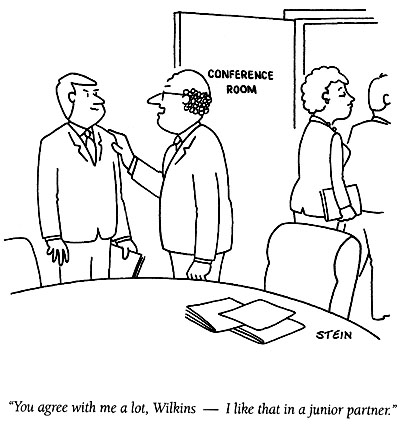 CONFERENCE
ROOM
STEIN
“You agree with me a lot, Wilkins — I like that in a junior partner.”